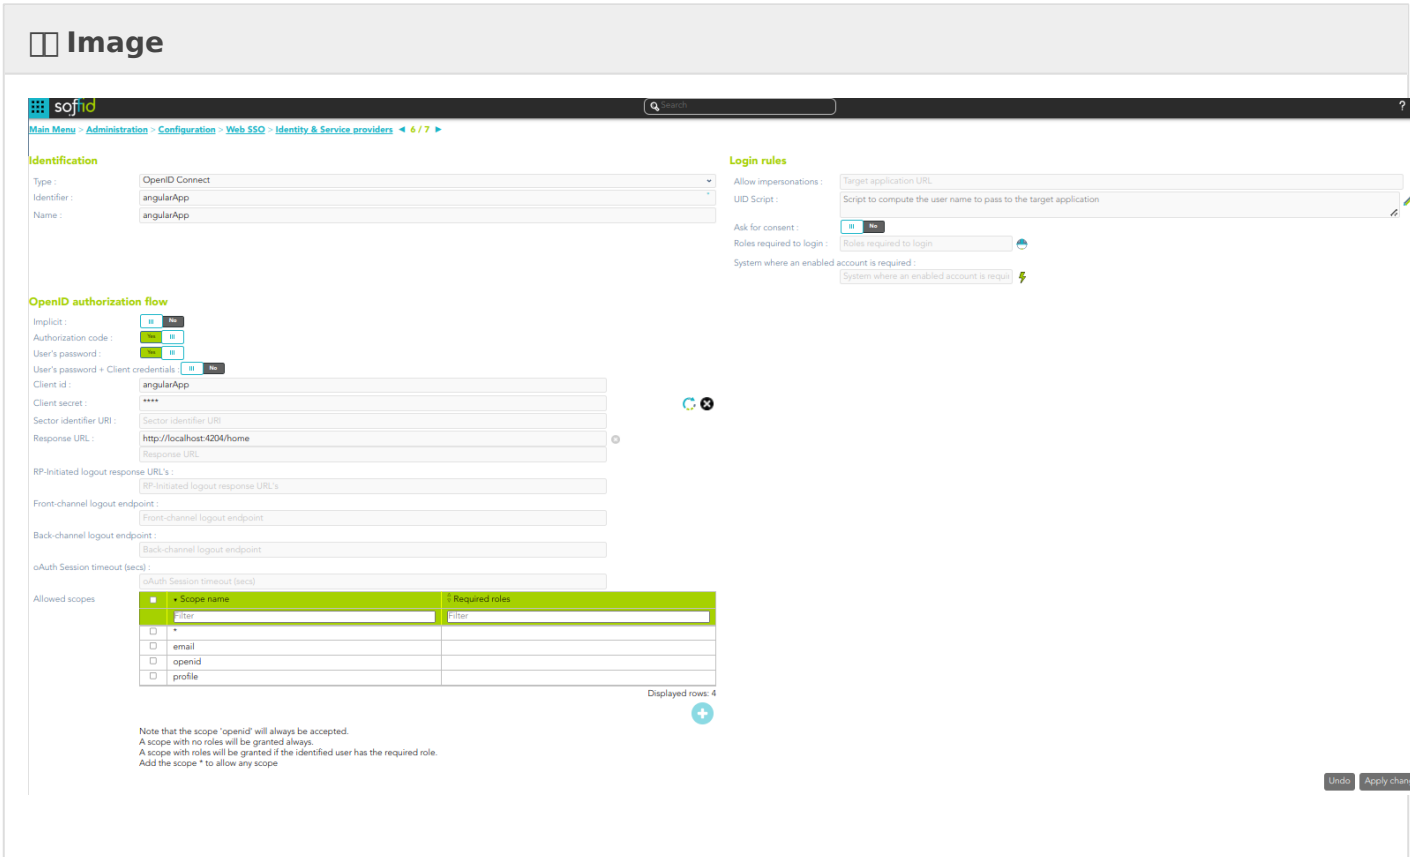 Image
soffid
Search
?
Main Menu > Administration > Configuration > Web SSO > Identity & Service providers ◄ 6 / 7 ►
Identification
Type :
OpenID Connect
Identifier :
angularApp
*
Name :
angularApp
Login rules
Allow impersonations :
Target application URL
UID Script :
Script to compute the user name to pass to the target application
Ask for consent :
No
Roles required to login :
Roles required to login
System where an enabled account is required :
System where an enabled account is requir
OpenID authorization flow
Implicit :
No
Authorization code :
Yes
User's password :
Yes
User's password + Client credentials :
No
Client id :
angularApp
Client secret :
****
Sector identifier URI :
Sector identifier URI
Response URL :
http://localhost:4204/home
Response URL
RP-Initiated logout response URL's :
RP-Initiated logout response URL's
Front-channel logout endpoint :
Front-channel logout endpoint
Back-channel logout endpoint :
Back-channel logout endpoint
oAuth Session timeout (secs) :
oAuth Session timeout (secs)
Allowed scopes
Scope name
Required roles
Filter
Filter
*
email
openid
profile
Displayed rows: 4
Note that the scope 'openid' will always be accepted.
A scope with no roles will be granted always.
A scope with roles will be granted if the identified user has the required role.
Add the scope * to allow any scope
Undo
Apply chang